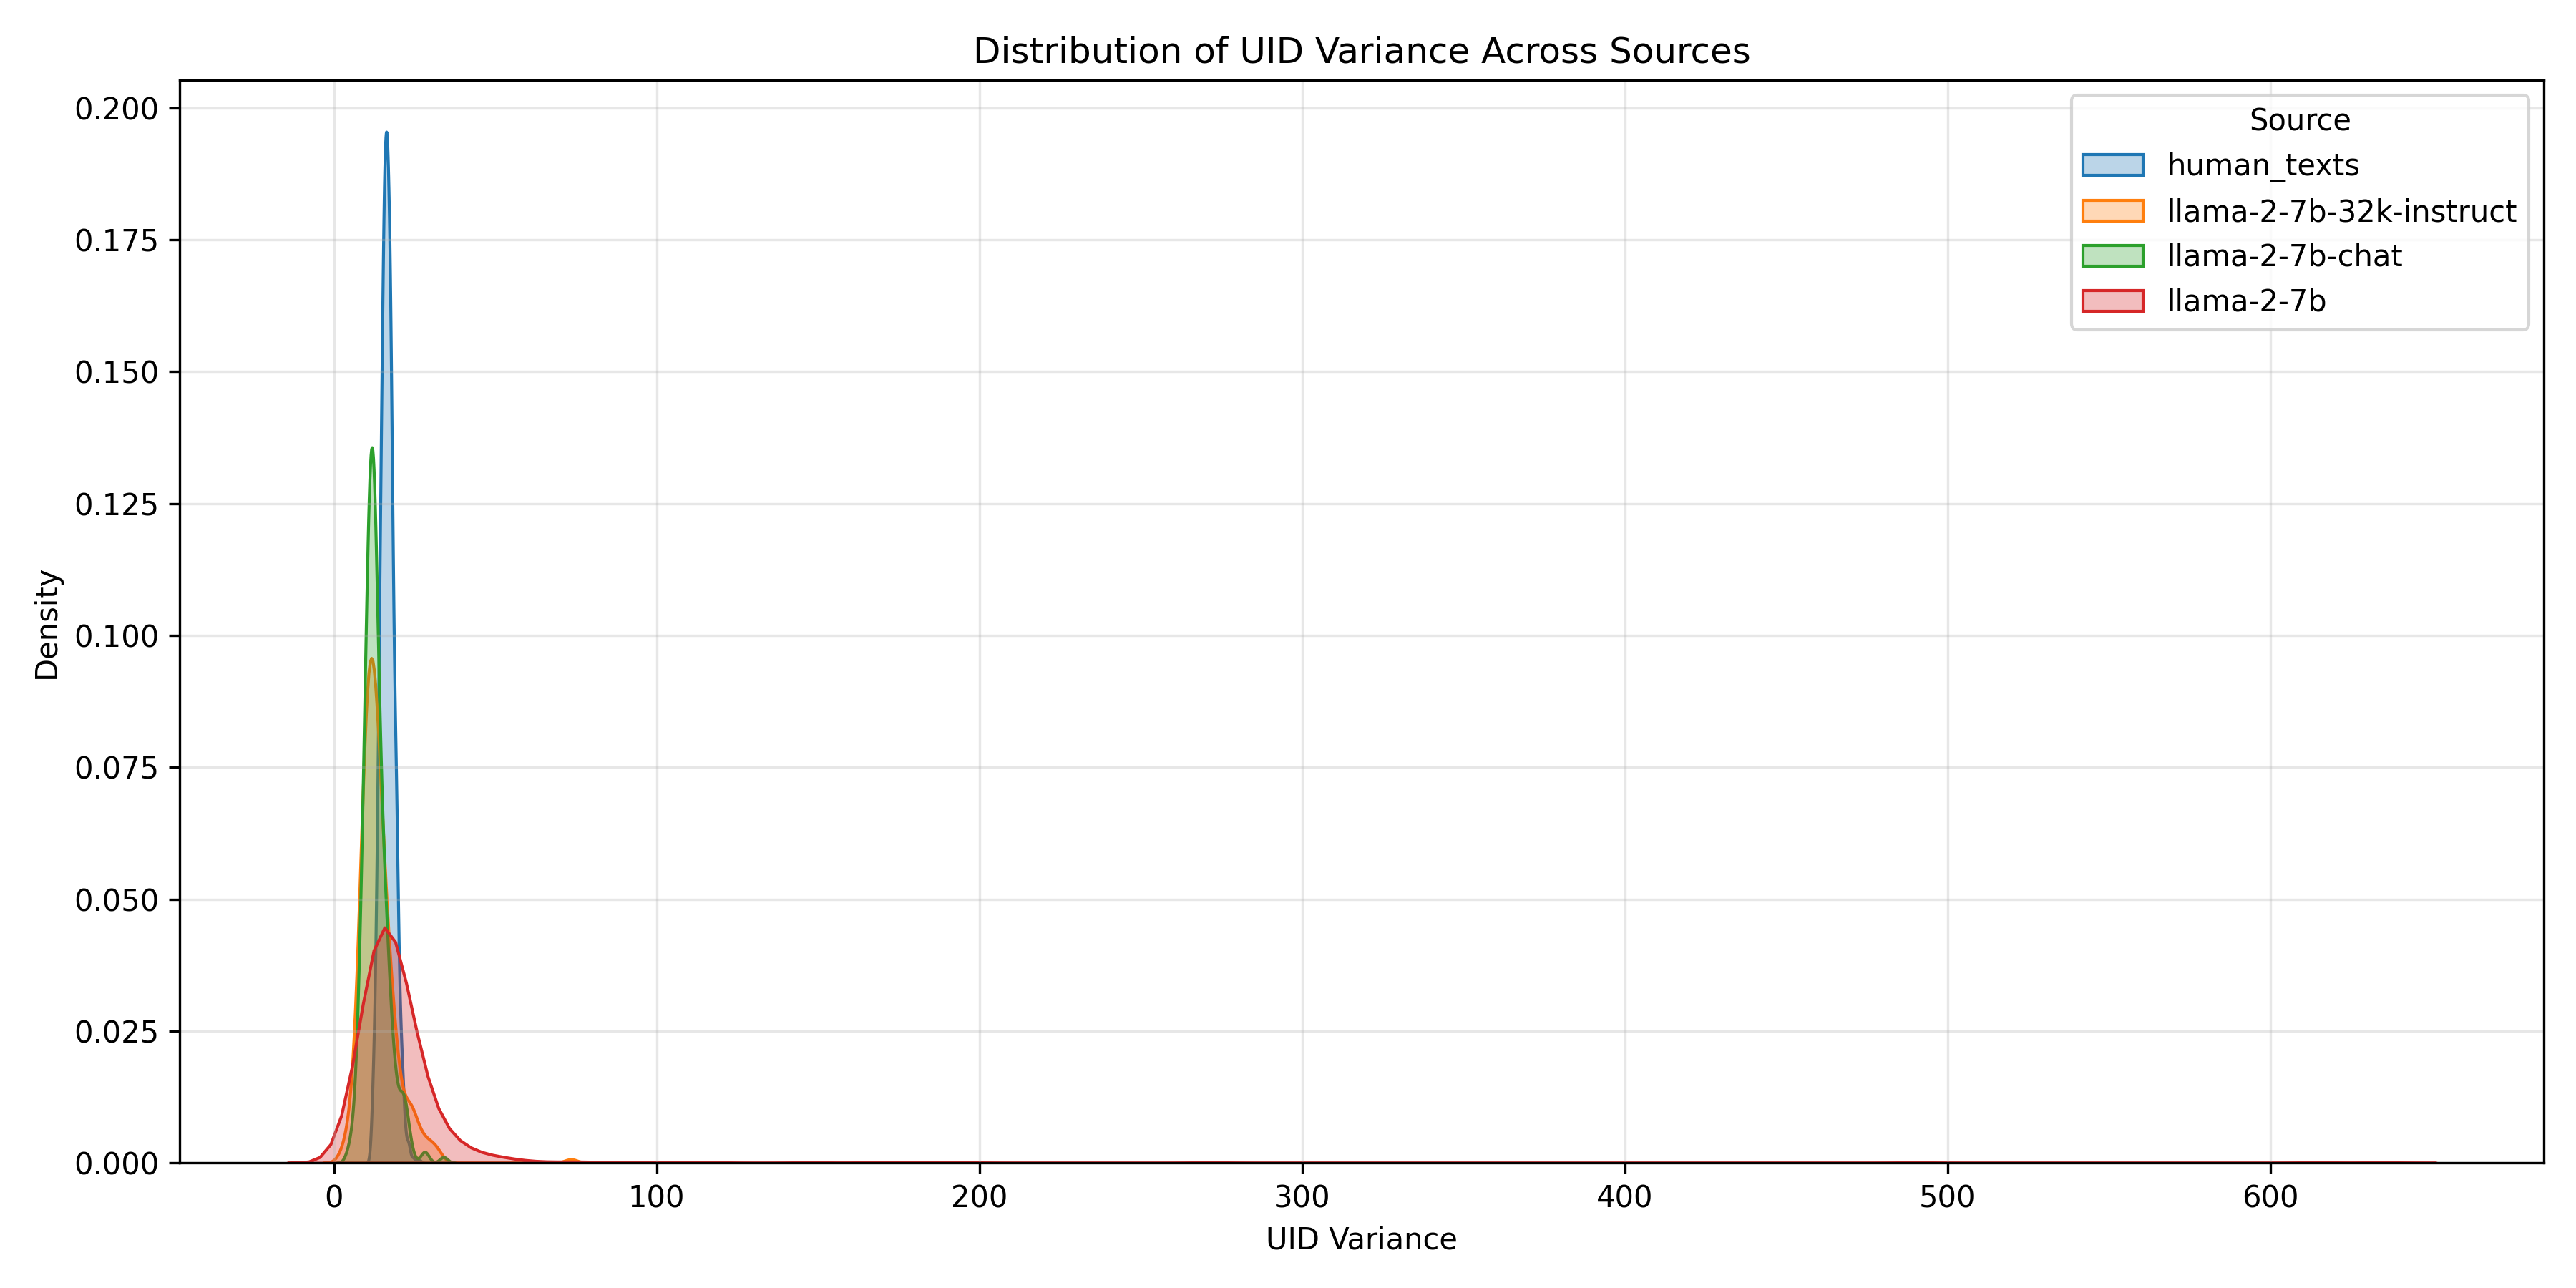 Distribution of UID Variance Across Sources
0.200
0.175
0.150
0.125
0.100
0.075
0.050
0.025
0.000
Density
Source
human_texts
llama-2-7b-32k-instruct
llama-2-7b-chat
llama-2-7b
0 100 200 300 400 500 600
UID Variance